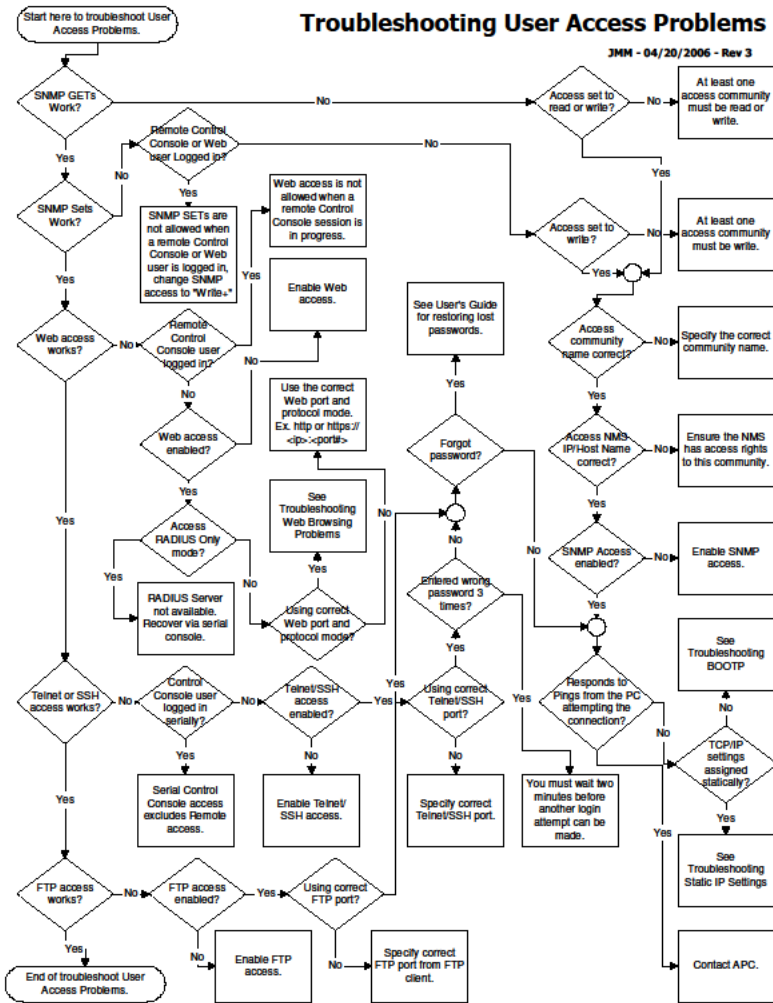 Troubleshooting User Access Problems
JMM - 04/20/2006 - Rev 3
Start here to troubleshoot User
Access Problems.
SNMP GETs
Work?
No
Access set to
read or write?
No
At least one
access community
must be read or
write.
Yes
Yes
Remote Control
Console or Web
user Logged in?
No
No
SNMP Sets
Work?
Yes
SNMP SETs are
not allowed when
a remote Control
Console or Web
user is logged in,
change SNMP
access to "Write+"
Web access is not
allowed when a
remote Control
Console session is
in progress.
Access set to
write?
No
At least one
access community
must be write.
Yes
Yes
Yes
Enable Web
access.
See User's Guide
for restoring lost
passwords.
Web access
works?
No
Remote
Control
Console user
logged in?
No
No
Access
community
name correct?
No
Specify the correct
community name.
Yes
Yes
Web access
enabled?
Use the correct
Web port and
protocol mode.
Ex. http or https://
<ip>:<port#>
Forgot
password?
Access NMS
IP/Host Name
correct?
No
Ensure the NMS
has access rights
to this community.
Yes
Yes
Yes
Access
RADIUS Only
mode?
See
Troubleshooting
Web Browsing
Problems
No
No
No
SNMP Access
enabled?
No
Enable SNMP
access.
Yes
No
Yes
RADIUS Server
not available.
Recover via serial
console.
Using correct
Web port and
protocol mode?
Entered wrong
password 3
times?
Yes
Yes
See
Troubleshooting
BOOTP
Telnet or SSH
access works?
No
Control
Console user
logged in
serially?
No
Telnet/SSH
access
enabled?
Yes
Yes
Using correct
Telnet/SSH
port?
Yes
Responds to
Pings from the PC
attempting the
connection?
No
No
TCP/IP
settings
assigned
statically?
Yes
No
No
Yes
Serial Control
Console access
excludes Remote
access.
Enable Telnet/
SSH access.
Specify correct
Telnet/SSH port.
You must wait two
minutes before
another login
attempt can be
made.
Yes
Yes
See
Troubleshooting
Static IP Settings
FTP access
works?
No
FTP access
enabled?
Yes
Using correct
FTP port?
Yes
No
No
End of troubleshoot User
Access Problems.
Enable FTP
access.
Specify correct
FTP port from FTP
client.
Contact APC.